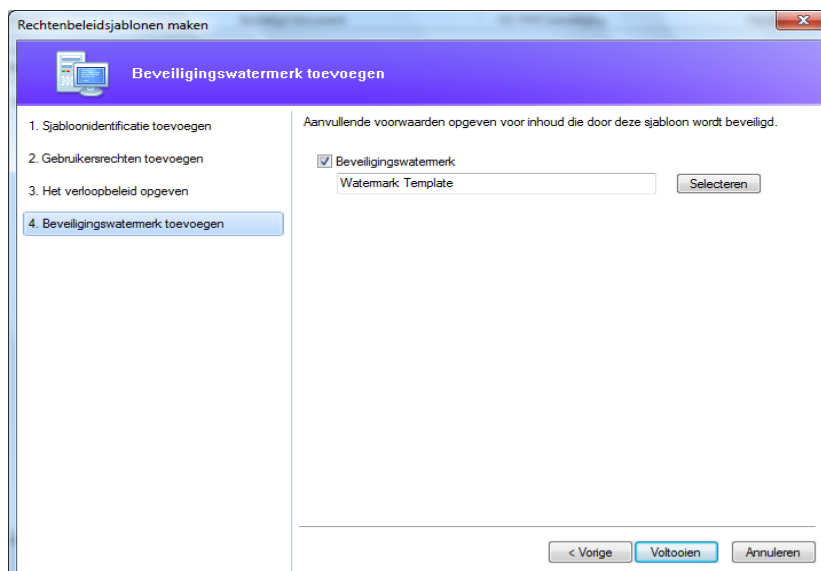 Rechtenbeleidsjablonen maken
Beveiligingswatermerk toevoegen
1. Sjabloonidentificatie toevoegen
2. Gebruikersrechten toevoegen
3. Het verloopbeleid opgeven
4. Beveiligingswatermerk toevoegen
Aanvullende voorwaarden opgeven voor inhoud die door deze sjabloon wordt beveiligd.
Beveiligingswatermerk
Watermark Template
Selecteren
< Vorige
Voltooien
Annuleren